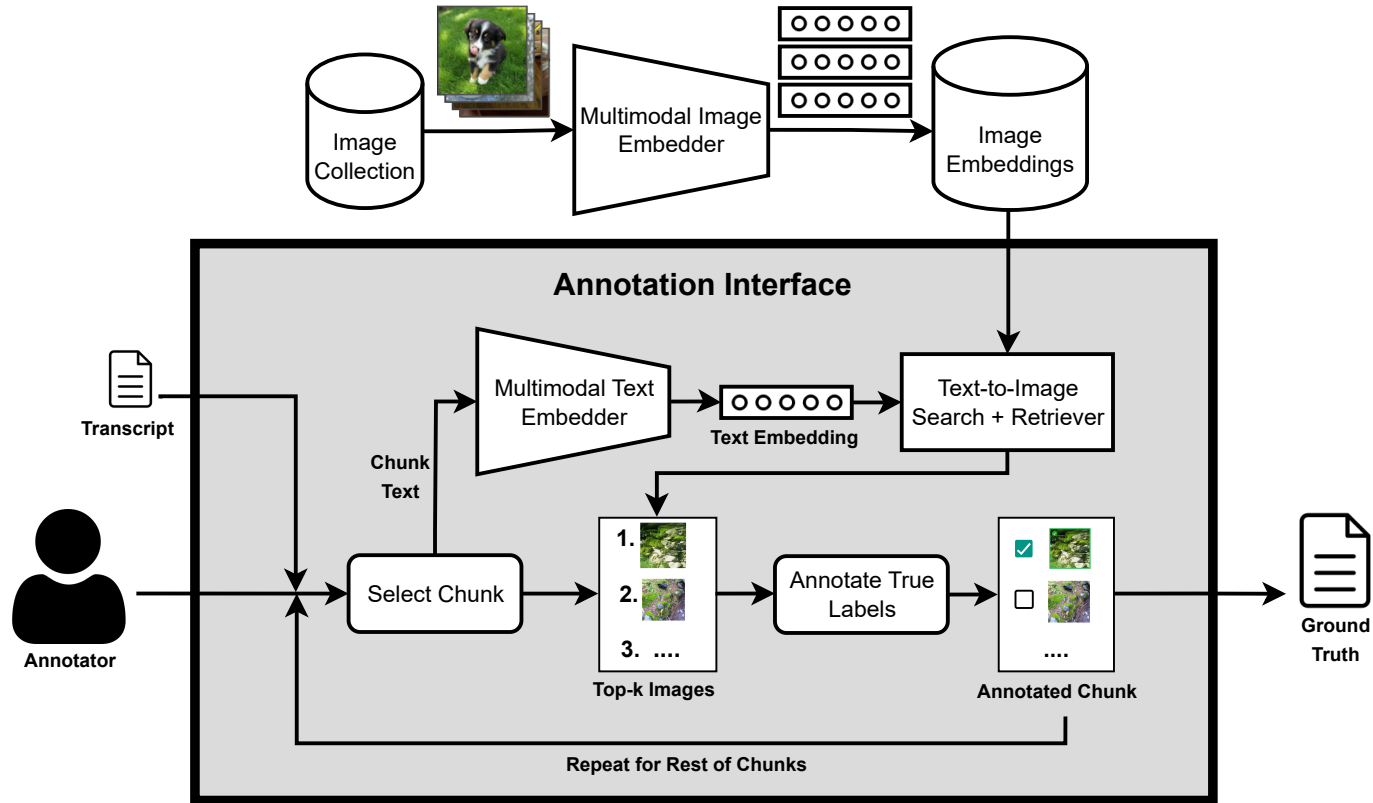 Image
Collection
Multimodal Image
Embedder
Image
Embeddings
Annotation Interface
Transcript
Multimodal Text
Embedder
Text Embedding
Text-to-Image
Search + Retriever
Chunk
Text
Annotator
Select Chunk
1.
2.
3. ....
Top-k Images
Annotate True
Labels
....
Annotated Chunk
Ground
Truth
Repeat for Rest of Chunks